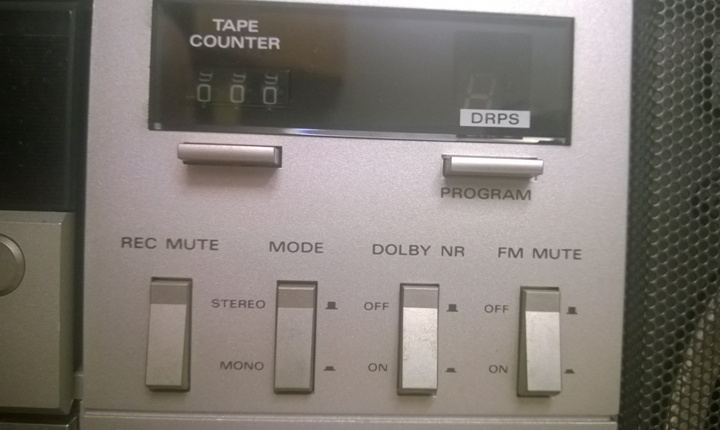 TAPE
COUNTER
000
DRPS
PROGRAM
REC MUTE
MODE
DOLBY NR
FM MUTE
STEREO
OFF
OFF
MONO
ON
ON